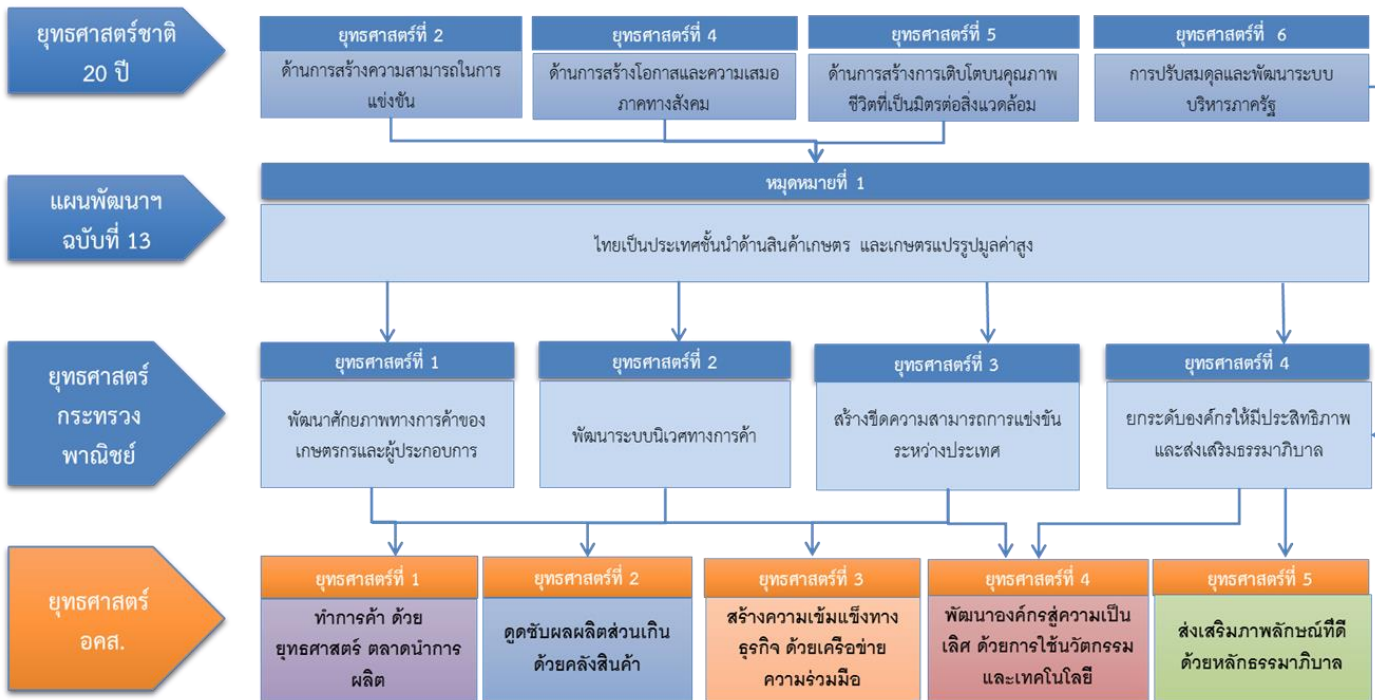 ยุทธศาสตร์ชาติ
20 ปี
ยุทธศาสตร์ที่ 2
ด้านการสร้างความสามารถในการ
แข่งขัน
ยุทธศาสตร์ที่ 4
ด้านการสร้างโอกาสและความเสมอ
ภาคทางสังคม
ยุทธศาสตร์ที่ 5
ด้านการสร้างการเติบโตบนคุณภาพ
ชีวิตที่เป็นมิตรต่อสิ่งแวดล้อม
ยุทธศาสตร์ที่ 6
การปรับสมดุลและพัฒนาระบบ
บริหารภาครัฐ
แผนพัฒนาฯ
ฉบับที่ 13
หมุดหมายที่ 1
ไทยเป็นประเทศชั้นนำด้านสินค้าเกษตร และเกษตรแปรรูปมูลค่าสูง
ยุทธศาสตร์
กระทรวง
พาณิชย์
ยุทธศาสตร์ที่ 1
พัฒนาศักยภาพทางการค้าของ
เกษตรกรและผู้ประกอบการ
ยุทธศาสตร์ที่ 2
พัฒนาระบบนิเวศทางการค้า
ยุทธศาสตร์ที่ 3
สร้างขีดความสามารถการแข่งขัน
ระหว่างประเทศ
ยุทธศาสตร์ที่ 4
ยกระดับองค์กรให้มีประสิทธิภาพ
และส่งเสริมธรรมาภิบาล
ยุทธศาสตร์
อคส.
ยุทธศาสตร์ที่ 1
ทำการค้า ด้วย
ยุทธศาสตร์ ตลาดนำการ
ผลิต
ยุทธศาสตร์ที่ 2
ดูดซับผลผลิตส่วนเกิน
ด้วยคลังสินค้า
ยุทธศาสตร์ที่ 3
สร้างความเข้มแข็งทาง
ธุรกิจ ด้วยเครือข่าย
ความร่วมมือ
ยุทธศาสตร์ที่ 4
พัฒนาองค์กรสู่ความเป็น
เลิศ ด้วยการใช้นวัตกรรม
และเทคโนโลยี
ยุทธศาสตร์ที่ 5
ส่งเสริมภาพลักษณ์ที่ดี
ด้วยหลักธรรมาภิบาล